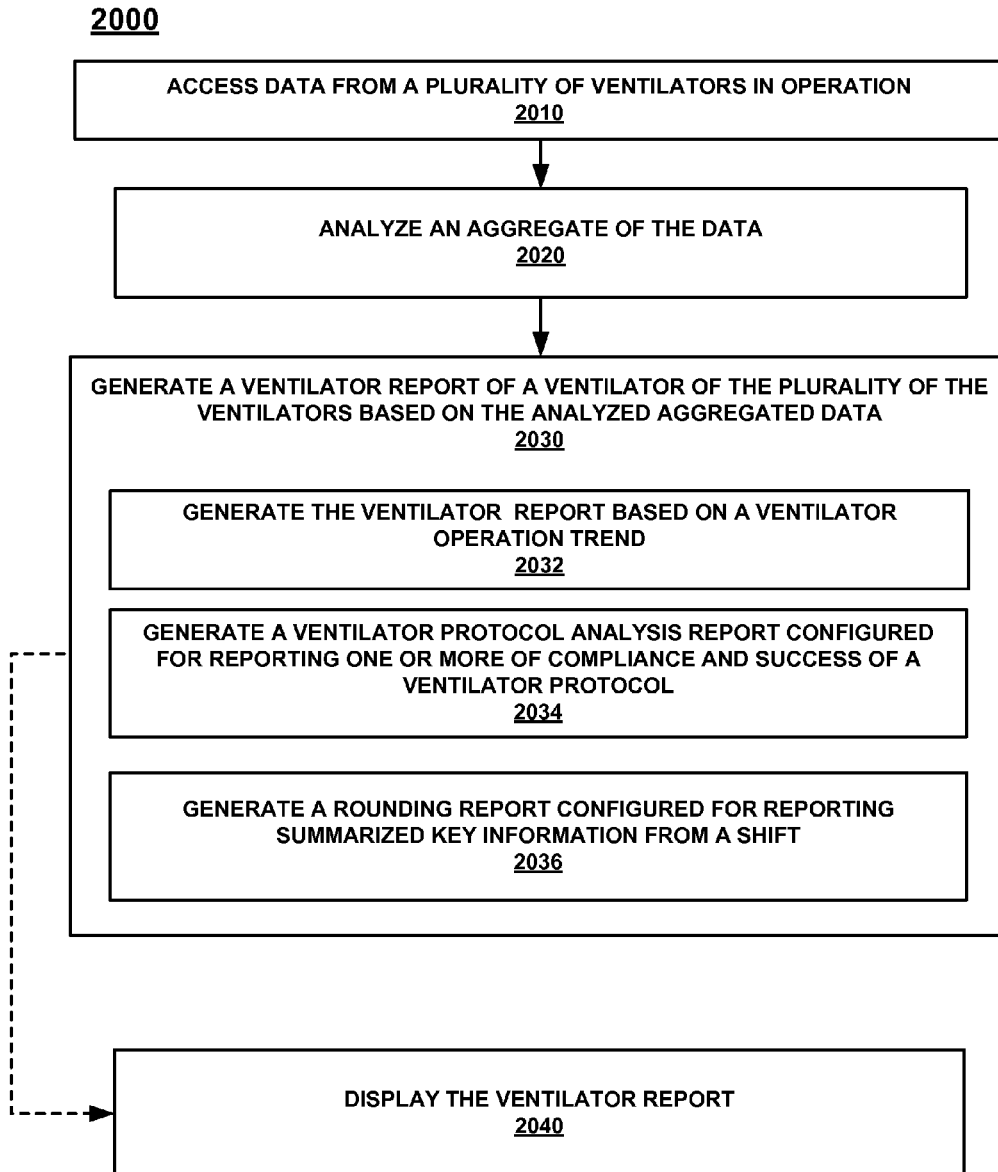 2000
ACCESS DATA FROM A PLURALITY OF VENTILATORS IN OPERATION
2010
ANALYZE AN AGGREGATE OF THE DATA
2020
GENERATE A VENTILATOR REPORT OF A VENTILATOR OF THE PLURALITY OF THE
VENTILATORS BASED ON THE ANALYZED AGGREGATED DATA
2030
GENERATE THE VENTILATOR REPORT BASED ON A VENTILATOR
OPERATION TREND
2032
GENERATE A VENTILATOR PROTOCOL ANALYSIS REPORT CONFIGURED
FOR REPORTING ONE OR MORE OF COMPLIANCE AND SUCCESS OF A
VENTILATOR PROTOCOL
2034
GENERATE A ROUNDING REPORT CONFIGURED FOR REPORTING
SUMMARIZED KEY INFORMATION FROM A SHIFT
2036
DISPLAY THE VENTILATOR REPORT
2040